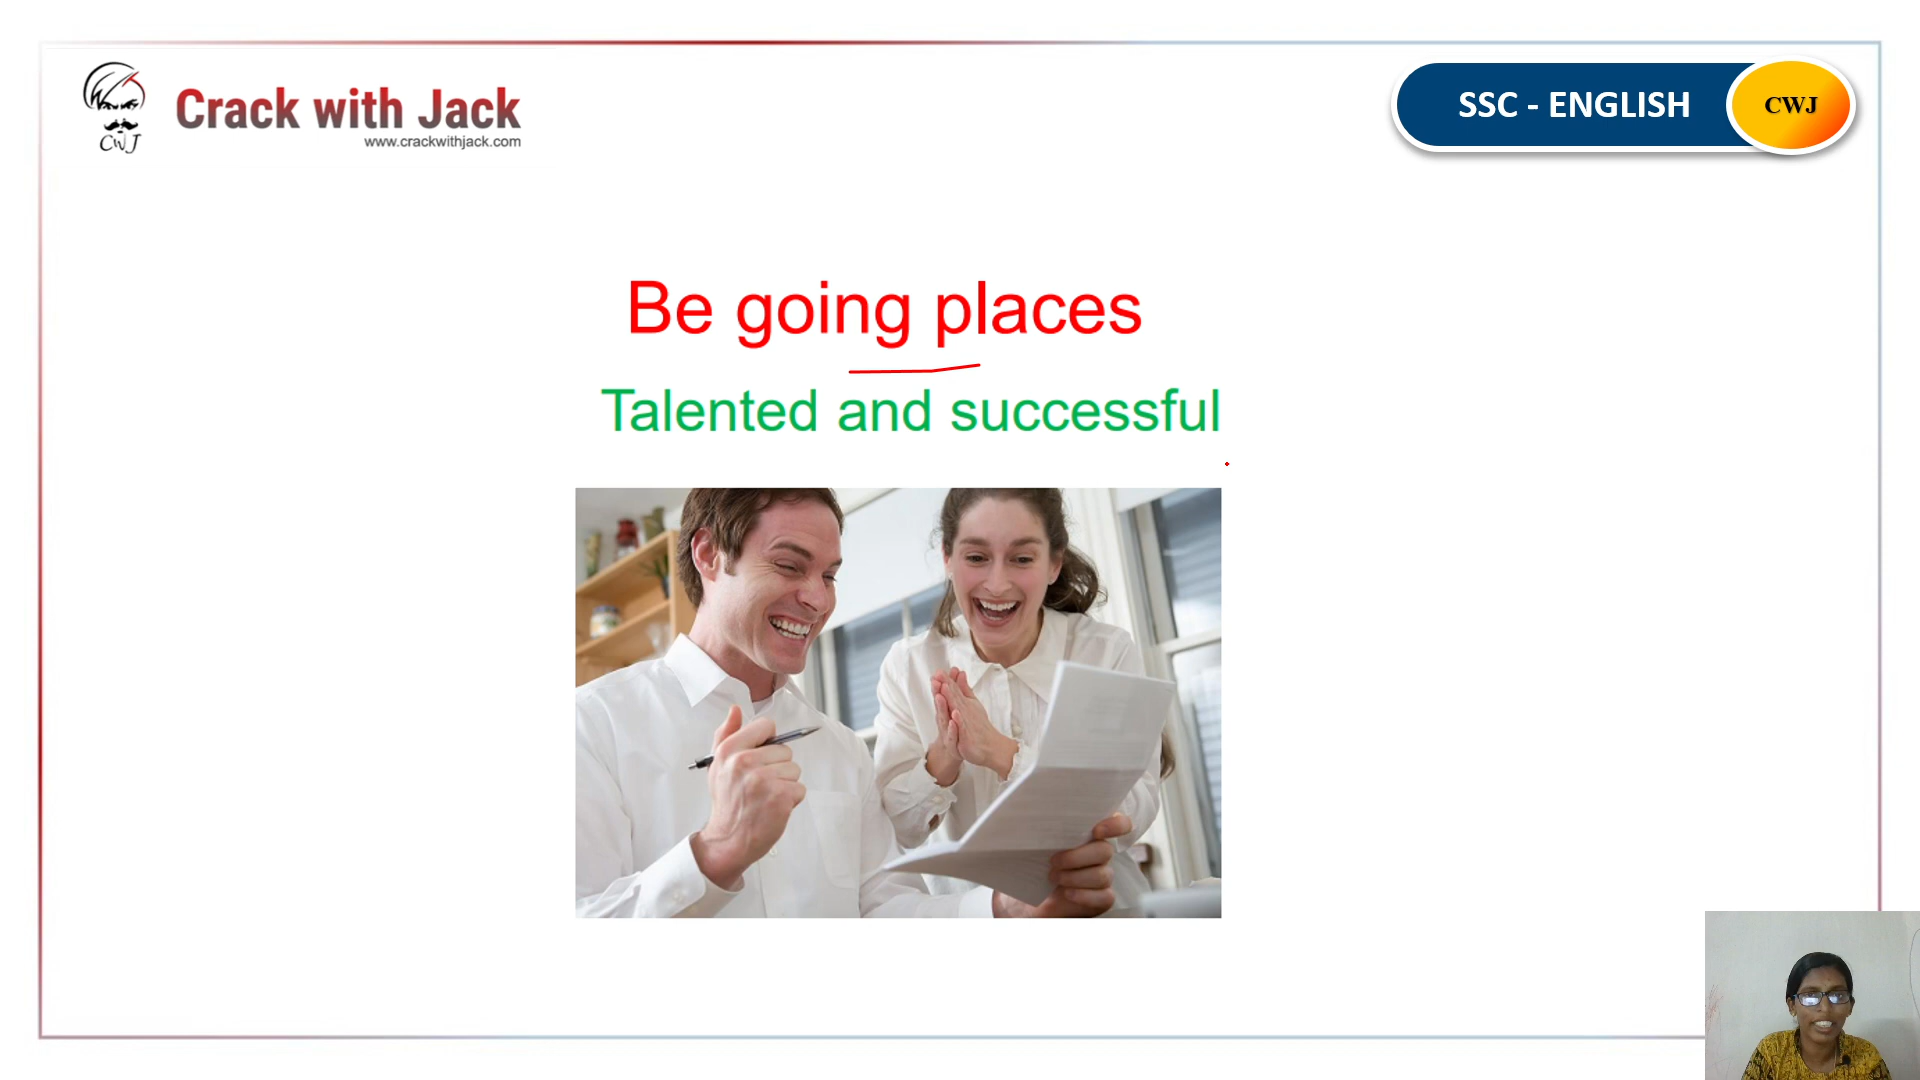 CWJ
Crack with Jack
www.crackwithjack.com
SSC - ENGLISH
CWJ
Be going places
Talented and successful